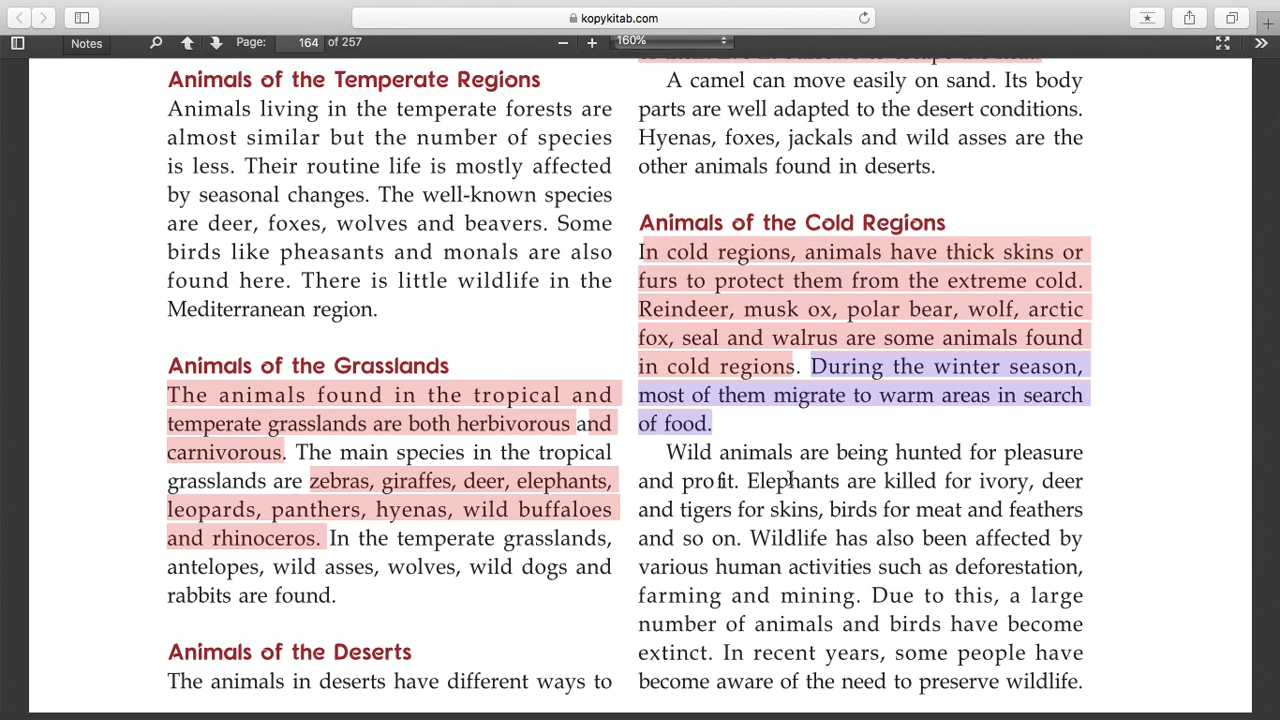 kopykitab.com
Notes
Page:
164
of 257
160%
Animals of the Temperate Regions
Animals living in the temperate forests are
almost similar but the number of species
is less. Their routine life is mostly affected
by seasonal changes. The well-known species
are deer, foxes, wolves and beavers. Some
birds like pheasants and monals are also
found here. There is little wildlife in the
Mediterranean region.
Animals of the Grasslands
The animals found in the tropical and
temperate grasslands are both herbivorous and
carnivorous. The main species in the tropical
grasslands are zebras, giraffes, deer, elephants,
leopards, panthers, hyenas, wild buffaloes
and rhinoceros. In the temperate grasslands,
antelopes, wild asses, wolves, wild dogs and
rabbits are found.
Animals of the Deserts
The animals in deserts have different ways to
A camel can move easily on sand. Its body
parts are well adapted to the desert conditions.
Hyenas, foxes, jackals and wild asses are the
other animals found in deserts.
Animals of the Cold Regions
In cold regions, animals have thick skins or
furs to protect them from the extreme cold.
Reindeer, musk ox, polar bear, wolf, arctic
fox, seal and walrus are some animals found
in cold regions. During the winter season,
most of them migrate to warm areas in search
of food.
Wild animals are being hunted for pleasure
and profit. Elephants are killed for ivory, deer
and tigers for skins, birds for meat and feathers
and so on. Wildlife has also been affected by
various human activities such as deforestation,
farming and mining. Due to this, a large
number of animals and birds have become
extinct. In recent years, some people have
become aware of the need to preserve wildlife.